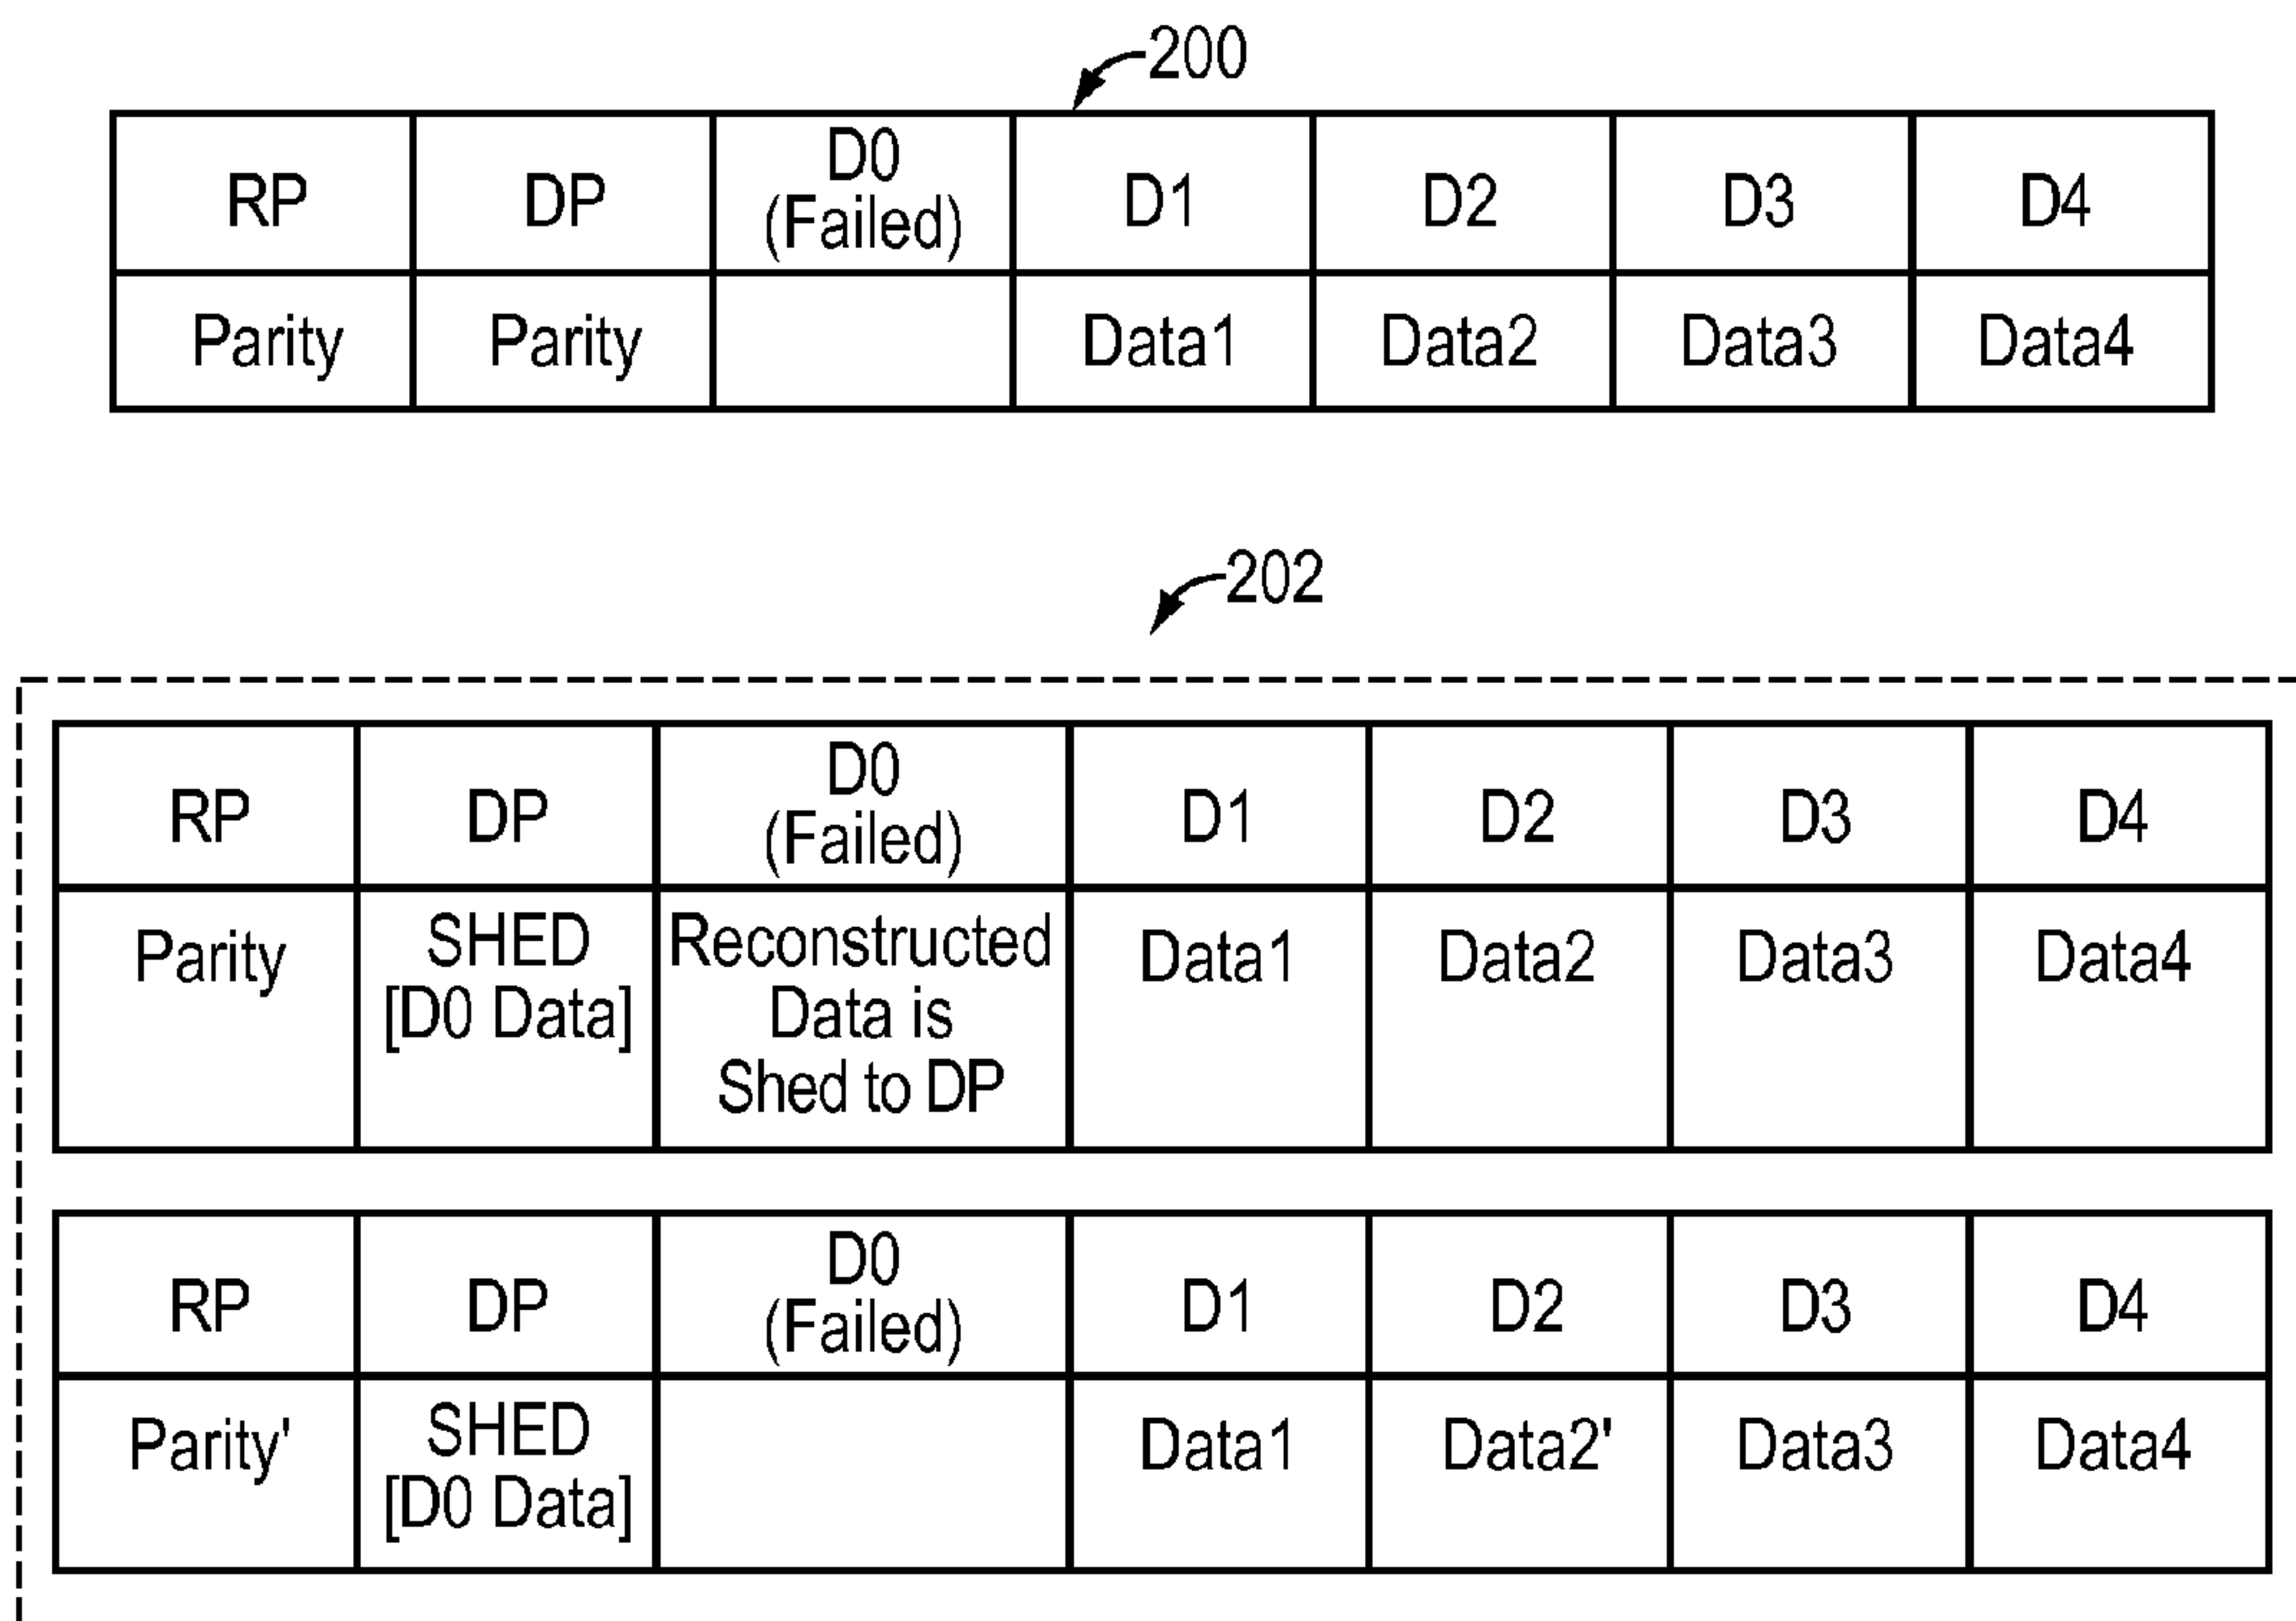 200
RP DP D0 (Failed) D1 D2 D3 D4
Parity Parity Data1 Data2 Data3 Data4
202
RP DP D0 (Failed) D1 D2 D3 D4
Parity SHED [D0 Data] Reconstructed Data is Shed to DP Data1 Data2 Data3 Data4
RP DP D0 (Failed) D1 D2 D3 D4
Parity' SHED [D0 Data] Data1 Data2' Data3 Data4